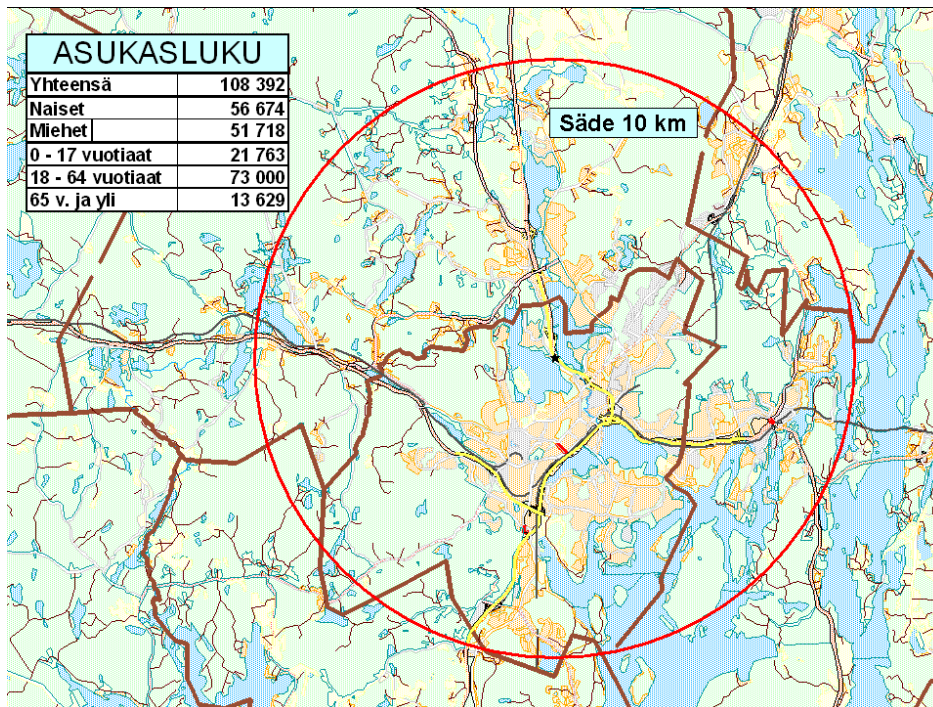 ASUKASLUKU
Yhteensä 108 392
Naiset 56 674
Miehet 51 718
0 - 17 vuotiaat 21 763
18 - 64 vuotiaat 73 000
65 v. ja yli 13 629
Säde 10 km